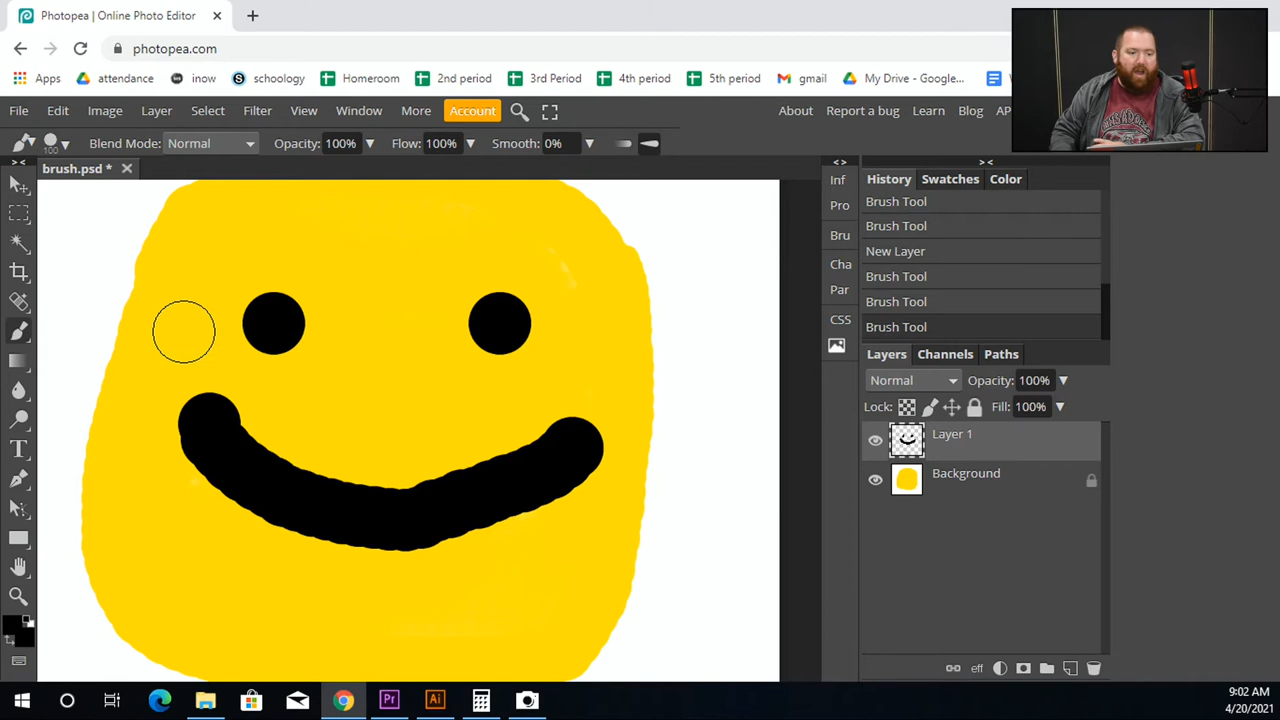 Photopea | Online Photo Editor
photopea.com
Apps attendance inow schoology Homeroom 2nd period 3rd Period 4th period 5th period gmail My Drive - Google...
File Edit Image Layer Select Filter View Window More Account About Report a bug Learn Blog
100 Blend Mode: Normal Opacity: 100% Flow: 100% Smooth: 0%
brush.psd *
Inf
Pro
Bru
Cha
Par
CSS
History Swatches Color
Brush Tool
Brush Tool
New Layer
Brush Tool
Brush Tool
Brush Tool
Layers Channels Paths
Normal Opacity: 100%
Lock: Fill: 100%
Layer 1
Background
eff
9:02 AM
4/20/2021